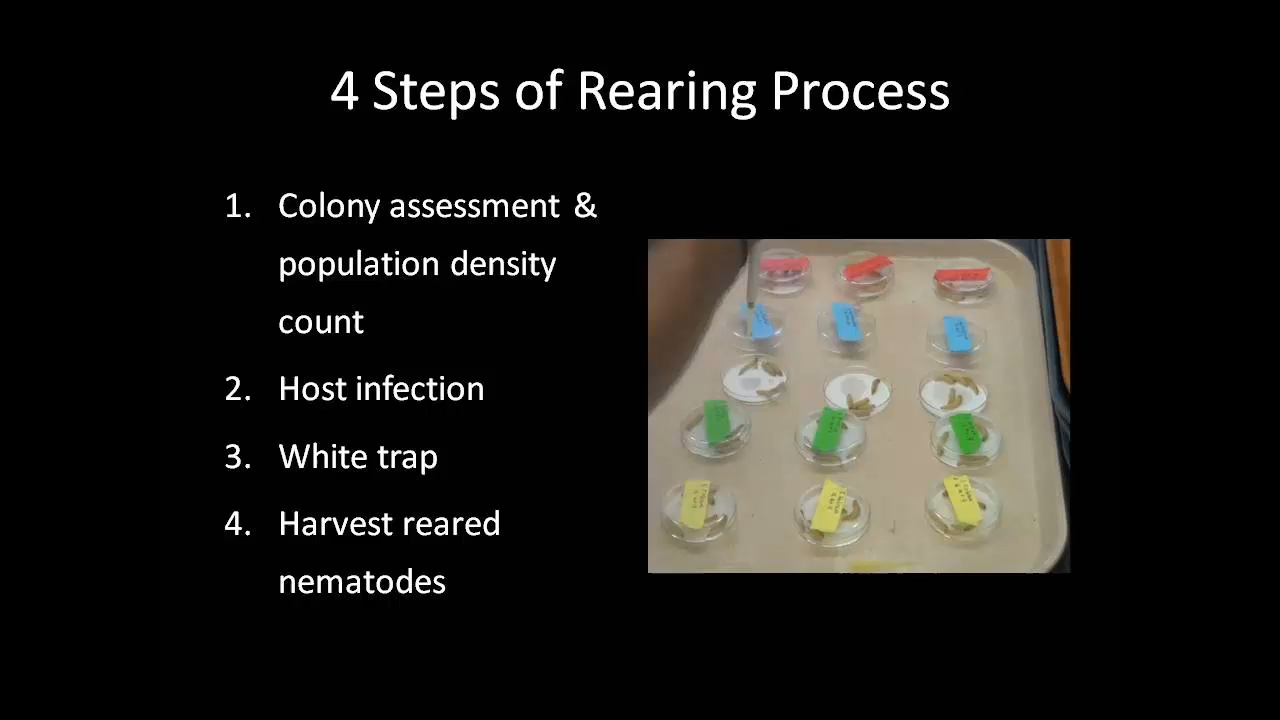 4 Steps of Rearing Process
1. Colony assessment &
population density
count
2. Host infection
3. White trap
4. Harvest reared
nematodes